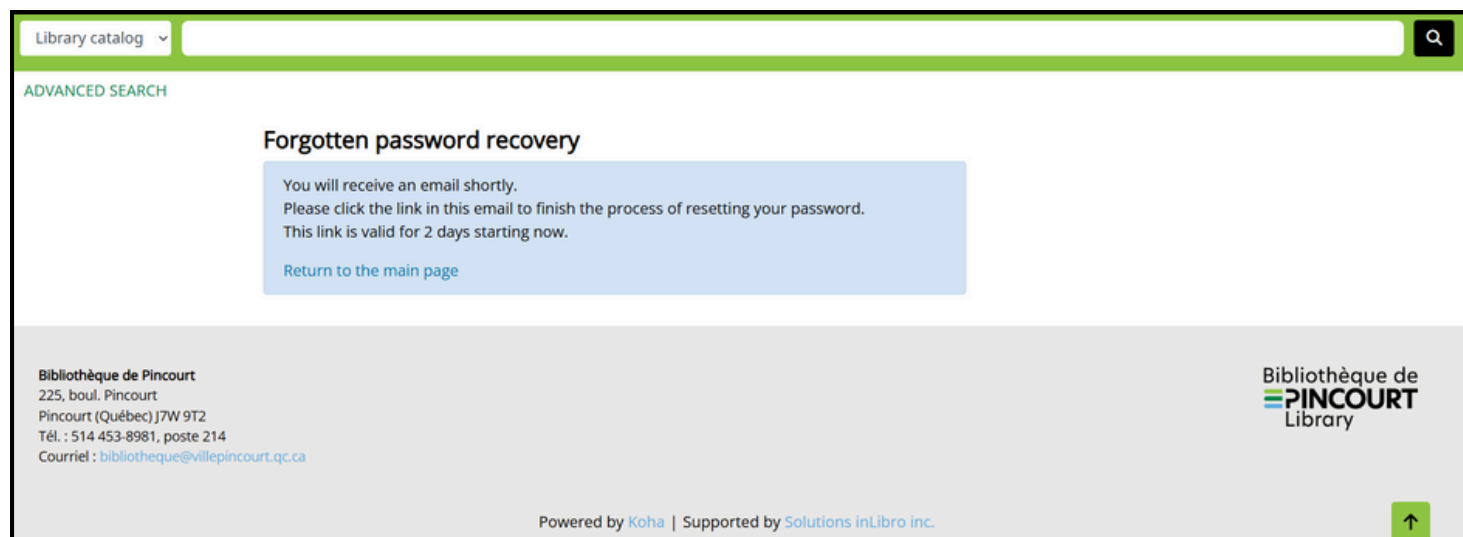 Library catalog
ADVANCED SEARCH
Forgotten password recovery
You will receive an email shortly.
Please click the link in this email to finish the process of resetting your password.
This link is valid for 2 days starting now.
Return to the main page
Bibliothèque de Pincourt
225, boul. Pincourt
Pincourt (Québec) J7W 9T2
Tél. : 514 453-8981, poste 214
Courriel : bibliotheque@villepincourt.qc.ca
Bibliothèque de
PINCOURT
Library
Powered by Koha | Supported by Solutions inLibro inc.